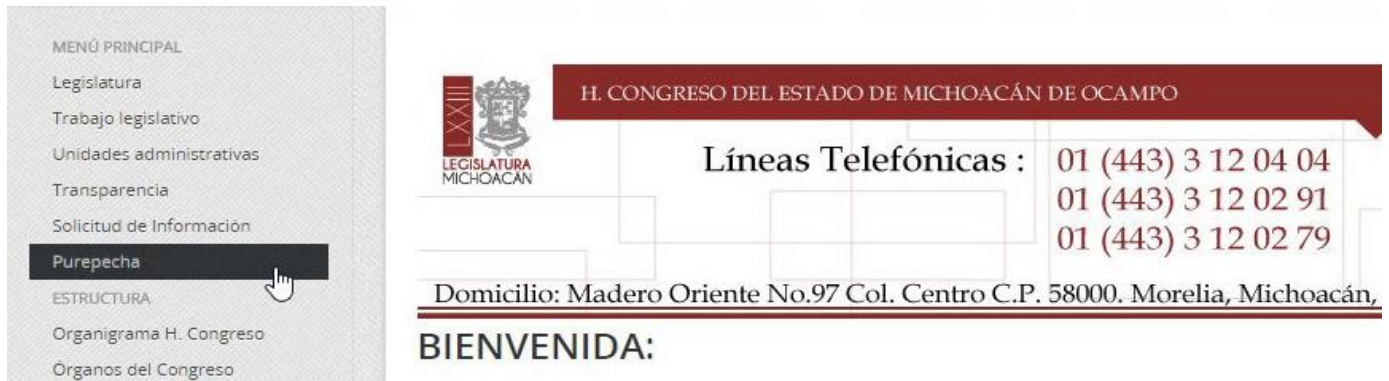 MENÚ PRINCIPAL
Legislatura
Trabajo legislativo
Unidades administrativas
Transparencia
Solicitud de Información
Purepecha
ESTRUCTURA
Organigrama H. Congreso
Órganos del Congreso
LXXIII
LEGISLATURA
MICHOACÁN
H. CONGRESO DEL ESTADO DE MICHOACÁN DE OCAMPO
Líneas Telefónicas : 01 (443) 3 12 04 04
01 (443) 3 12 02 91
01 (443) 3 12 02 79
Domicilio: Madero Oriente No.97 Col. Centro C.P. 58000. Morelia, Michoacán,
BIENVENIDA: